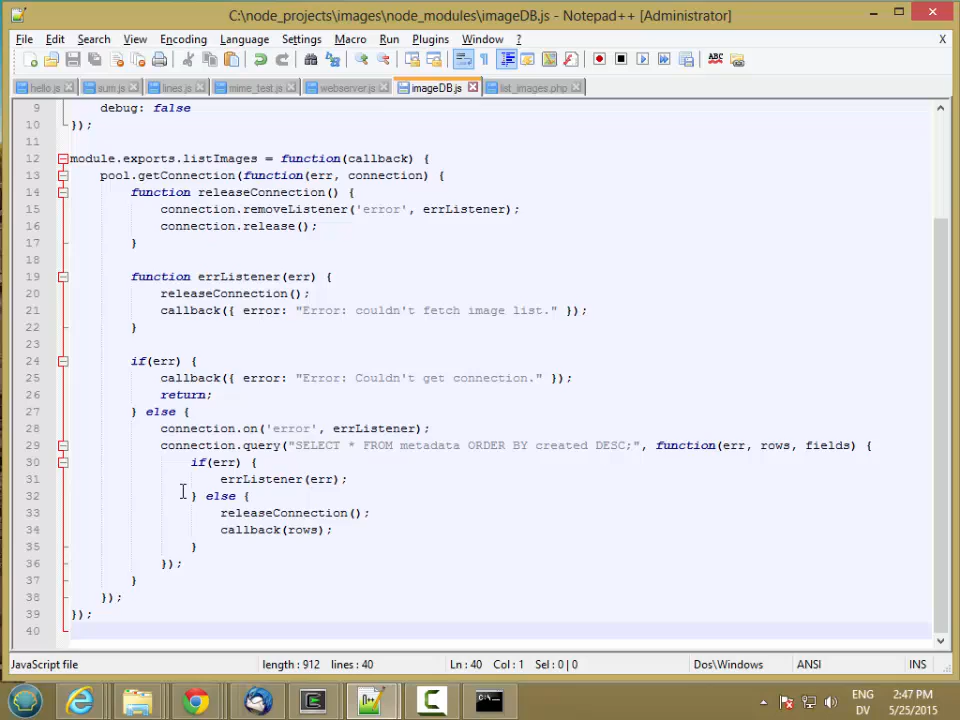 C:\node_projects\images\node_modules\imageDB.js - Notepad++ [Administrator]
File Edit Search View Encoding Language Settings Macro Run Plugins Window ? X
hello.js sum.js lines.js mime_test.js webserver.js imageDB.js list_images.php
9 debug: false
10 });
11
12 module.exports.listImages = function(callback) {
13 pool.getConnection(function(err, connection) {
14 function releaseConnection() {
15 connection.removeListener('error', errListener);
16 connection.release();
17 }
18
19 function errListener(err) {
20 releaseConnection();
21 callback({ error: "Error: couldn't fetch image list." });
22 }
23
24 if(err) {
25 callback({ error: "Error: Couldn't get connection." });
26 return;
27 } else {
28 connection.on('error', errListener);
29 connection.query("SELECT * FROM metadata ORDER BY created DESC;", function(err, rows, fields) {
30 if(err) {
31 errListener(err);
32 } else {
33 releaseConnection();
34 callback(rows);
35 }
36 });
37 }
38 });
39 });
40
JavaScript file length : 912 lines : 40 Ln : 40 Col : 1 Sel : 0 | 0 Dos\Windows ANSI INS
ENG 2:47 PM
DV 5/25/2015